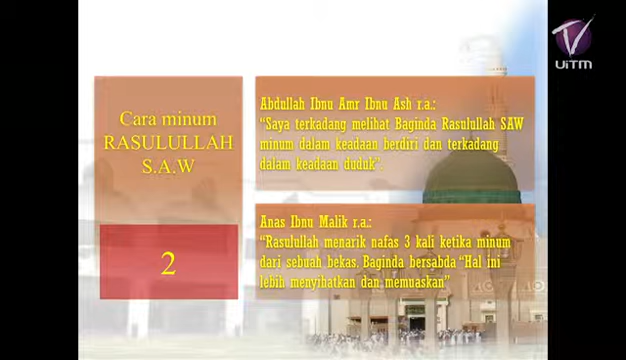 TV
UiTM
Cara minum
RASULULLAH
S.A.W
2
Abdullah Ibnu Amr Ibnu Ash r.a.:
“Saya terkadang melihat Baginda Rasulullah SAW
minum dalam keadaan berdiri dan terkadang
dalam keadaan duduk”.
Anas Ibnu Malik r.a.:
“Rasulullah menarik nafas 3 kali ketika minum
dari sebuah bekas. Baginda bersabda “Hal ini
lebih menyihatkan dan memuaskan”